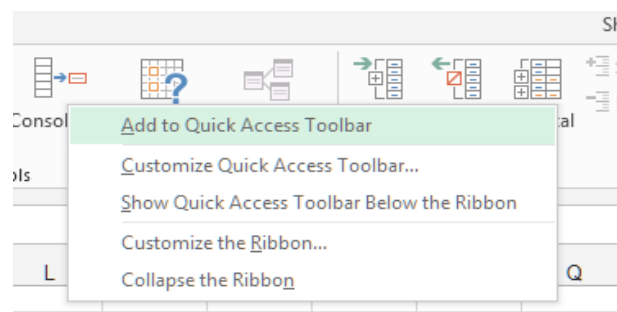 Sh
Consol
al
ols
Add to Quick Access Toolbar
Customize Quick Access Toolbar...
Show Quick Access Toolbar Below the Ribbon
Customize the Ribbon...
Collapse the Ribbon
L
Q